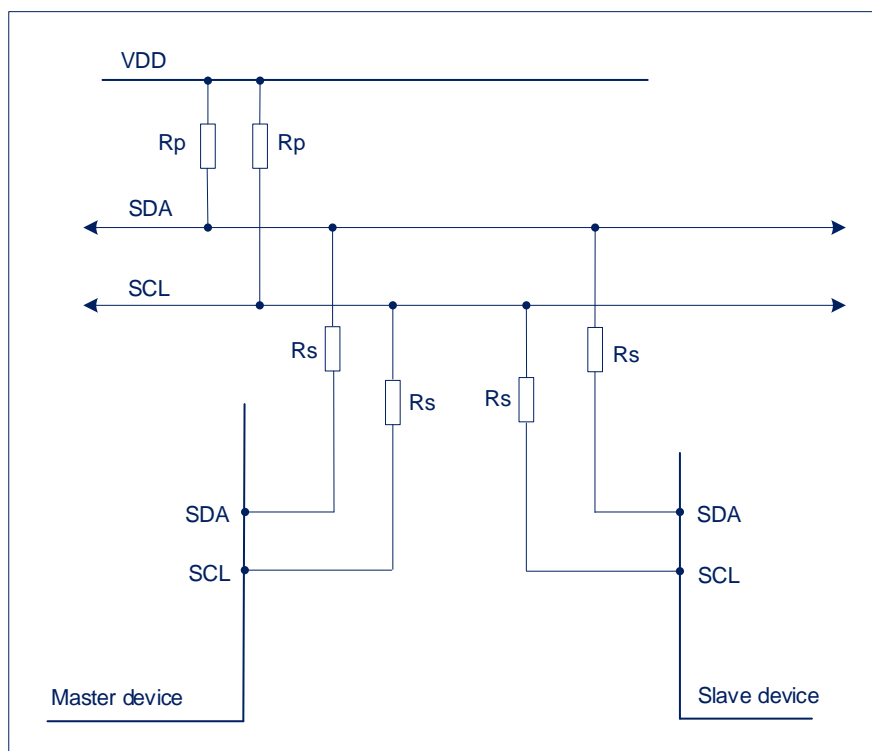 VDD
Rp
Rp
SDA
SCL
Rs
Rs
Rs
Rs
SDA
SDA
SCL
SCL
Master device
Slave device